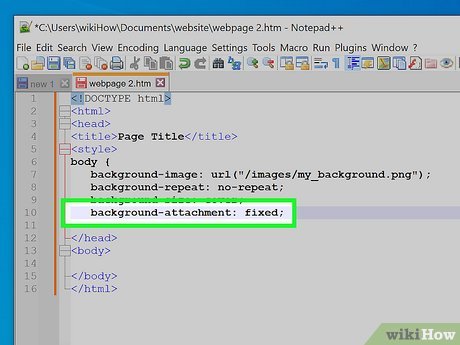 *C:\Users\wikiHow\Documents\website\webpage 2.htm - Notepad++
File Edit Search View Encoding Language Settings Tools Macro Run Plugins Window ?
new 1 webpage 2.htm
1 <!DOCTYPE html>
2 <html>
3 <head>
4 <title>Page Title</title>
5 <style>
6 body {
7 background-image: url("/images/my_background.png");
8 background-repeat: no-repeat;
9 background-size: cover;
10 background-attachment: fixed;
11
12 </head>
13 <body>
14
15 </body>
16 </html>
wikiHow